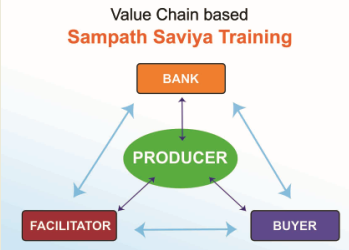 Value Chain based
Sampath Saviya Training
BANK
PRODUCER
FACILITATOR
BUYER